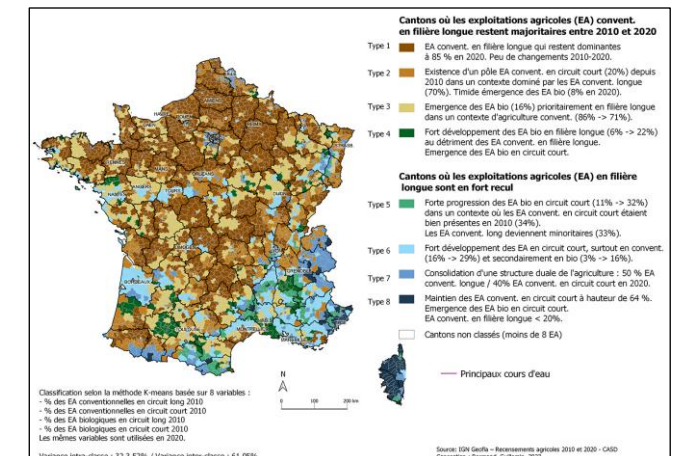 Cantons où les exploitations agricoles (EA) convent.
en filière longue restent majoritaires entre 2010 et 2020
Type 1 EA convent. en filière longue qui restent dominantes
à 85 % en 2020. Peu de changements 2010-2020.
Type 2 Existence d'un pôle EA convent. en circuit court (20%) depuis
2010 dans un contexte dominé par les EA convent. longue
(70%). Timide émergence des EA bio (8% en 2020).
Type 3 Emergence des EA bio (16%) prioritairement en filière longue
dans un contexte d'agriculture convent. (86% -> 71%).
Type 4 Fort développement des EA bio en filière longue (6% -> 22%)
au détriment des EA convent. en filière longue.
Emergence des EA bio en circuit court.
Cantons où les exploitations agricoles (EA) en filière
longue sont en fort recul
Type 5 Forte progression des EA bio en circuit court (11% -> 32%)
dans un contexte où les EA convent. en circuit court étaient
bien présentes en 2010 (34%).
Les EA convent. long deviennent minoritaires (33%).
Type 6 Fort développement des EA en circuit court, surtout en convent.
(16% -> 29%) et secondairement en bio (3% -> 16%).
Type 7 Consolidation d'une structure duale de l'agriculture : 50 % EA
convent. longue / 40% EA convent. en circuit court en 2020.
Type 8 Maintien des EA convent. en circuit court à hauteur de 64 %.
Emergence des EA bio en circuit court.
EA convent. en filière longue < 20%.
Cantons non classés (moins de 8 EA)
Principaux cours d'eau
RENNES
NANTES
ANGERS
TOURS
ORLEANS
DIJON
LIMOGES
BORDEAUX
GRENOBLE
TOULOUSE
MONTPELLIER
MARSEILLE
N
0 100 200 km
Classification selon la méthode K-means basée sur 8 variables :
- % des EA conventionnelles en circuit long 2010
- % des EA conventionnelles en circuit court 2010
- % des EA biologiques en circuit long 2010
- % des EA biologiques en circuit court 2010
Les mêmes variables sont utilisées en 2020.
Source: IGN Geofla – Recensements agricoles 2010 et 2020 - CASD